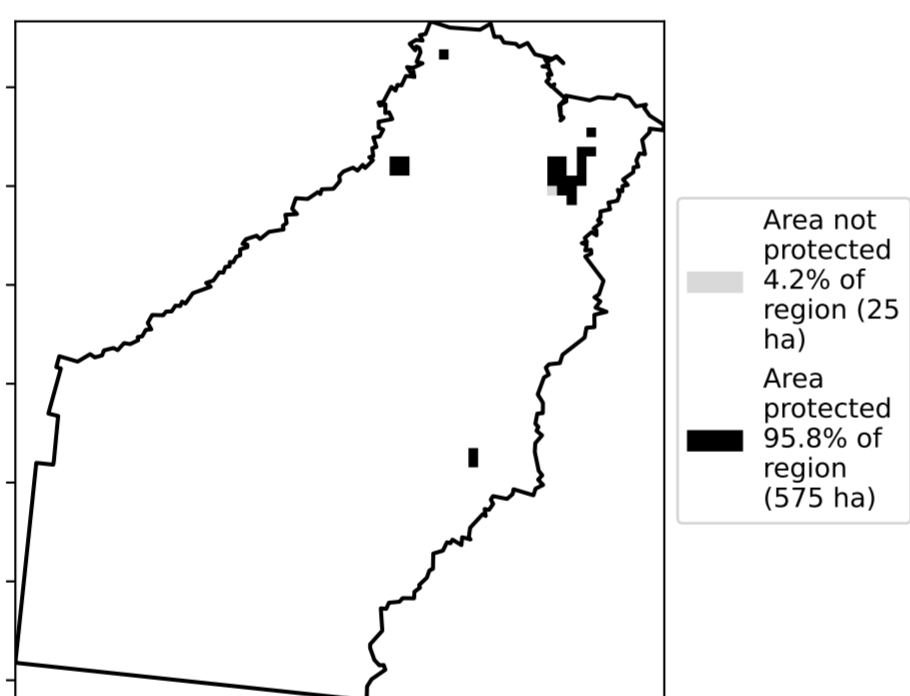 Area not
protected
4.2% of
region (25
ha)
Area
protected
95.8% of
region
(575 ha)